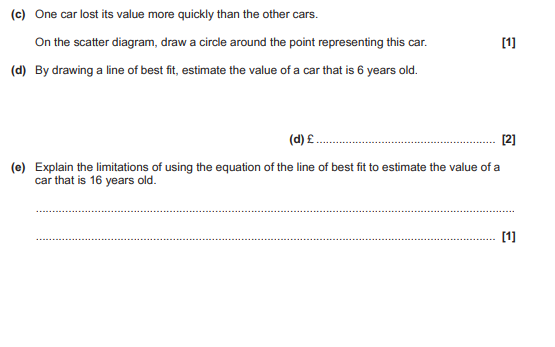 (c) One car lost its value more quickly than the other cars.
On the scatter diagram, draw a circle around the point representing this car. [1]
(d) By drawing a line of best fit, estimate the value of a car that is 6 years old.
(d) £ .......................................................... [2]
(e) Explain the limitations of using the equation of the line of best fit to estimate the value of a
car that is 16 years old.
..........................................................................................................................................
.................................................................................................................................... [1]